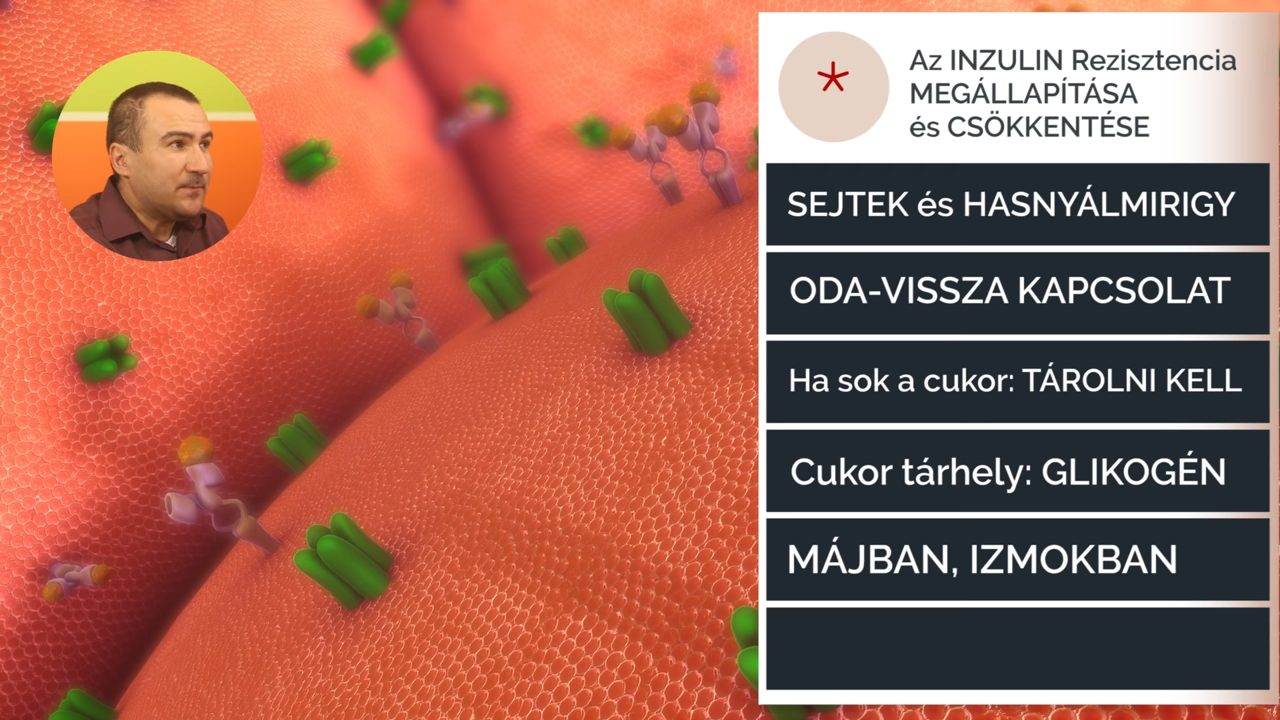 Az INZULIN Rezisztencia
MEGÁLLAPÍTÁSA
és CSÖKKENTÉSE
SEJTEK és HASNYÁLMIRIGY
ODA-VISSZA KAPCSOLAT
Ha sok a cukor: TÁROLNI KELL
Cukor tárhely: GLIKOGÉN
MÁJBAN, IZMOKBAN